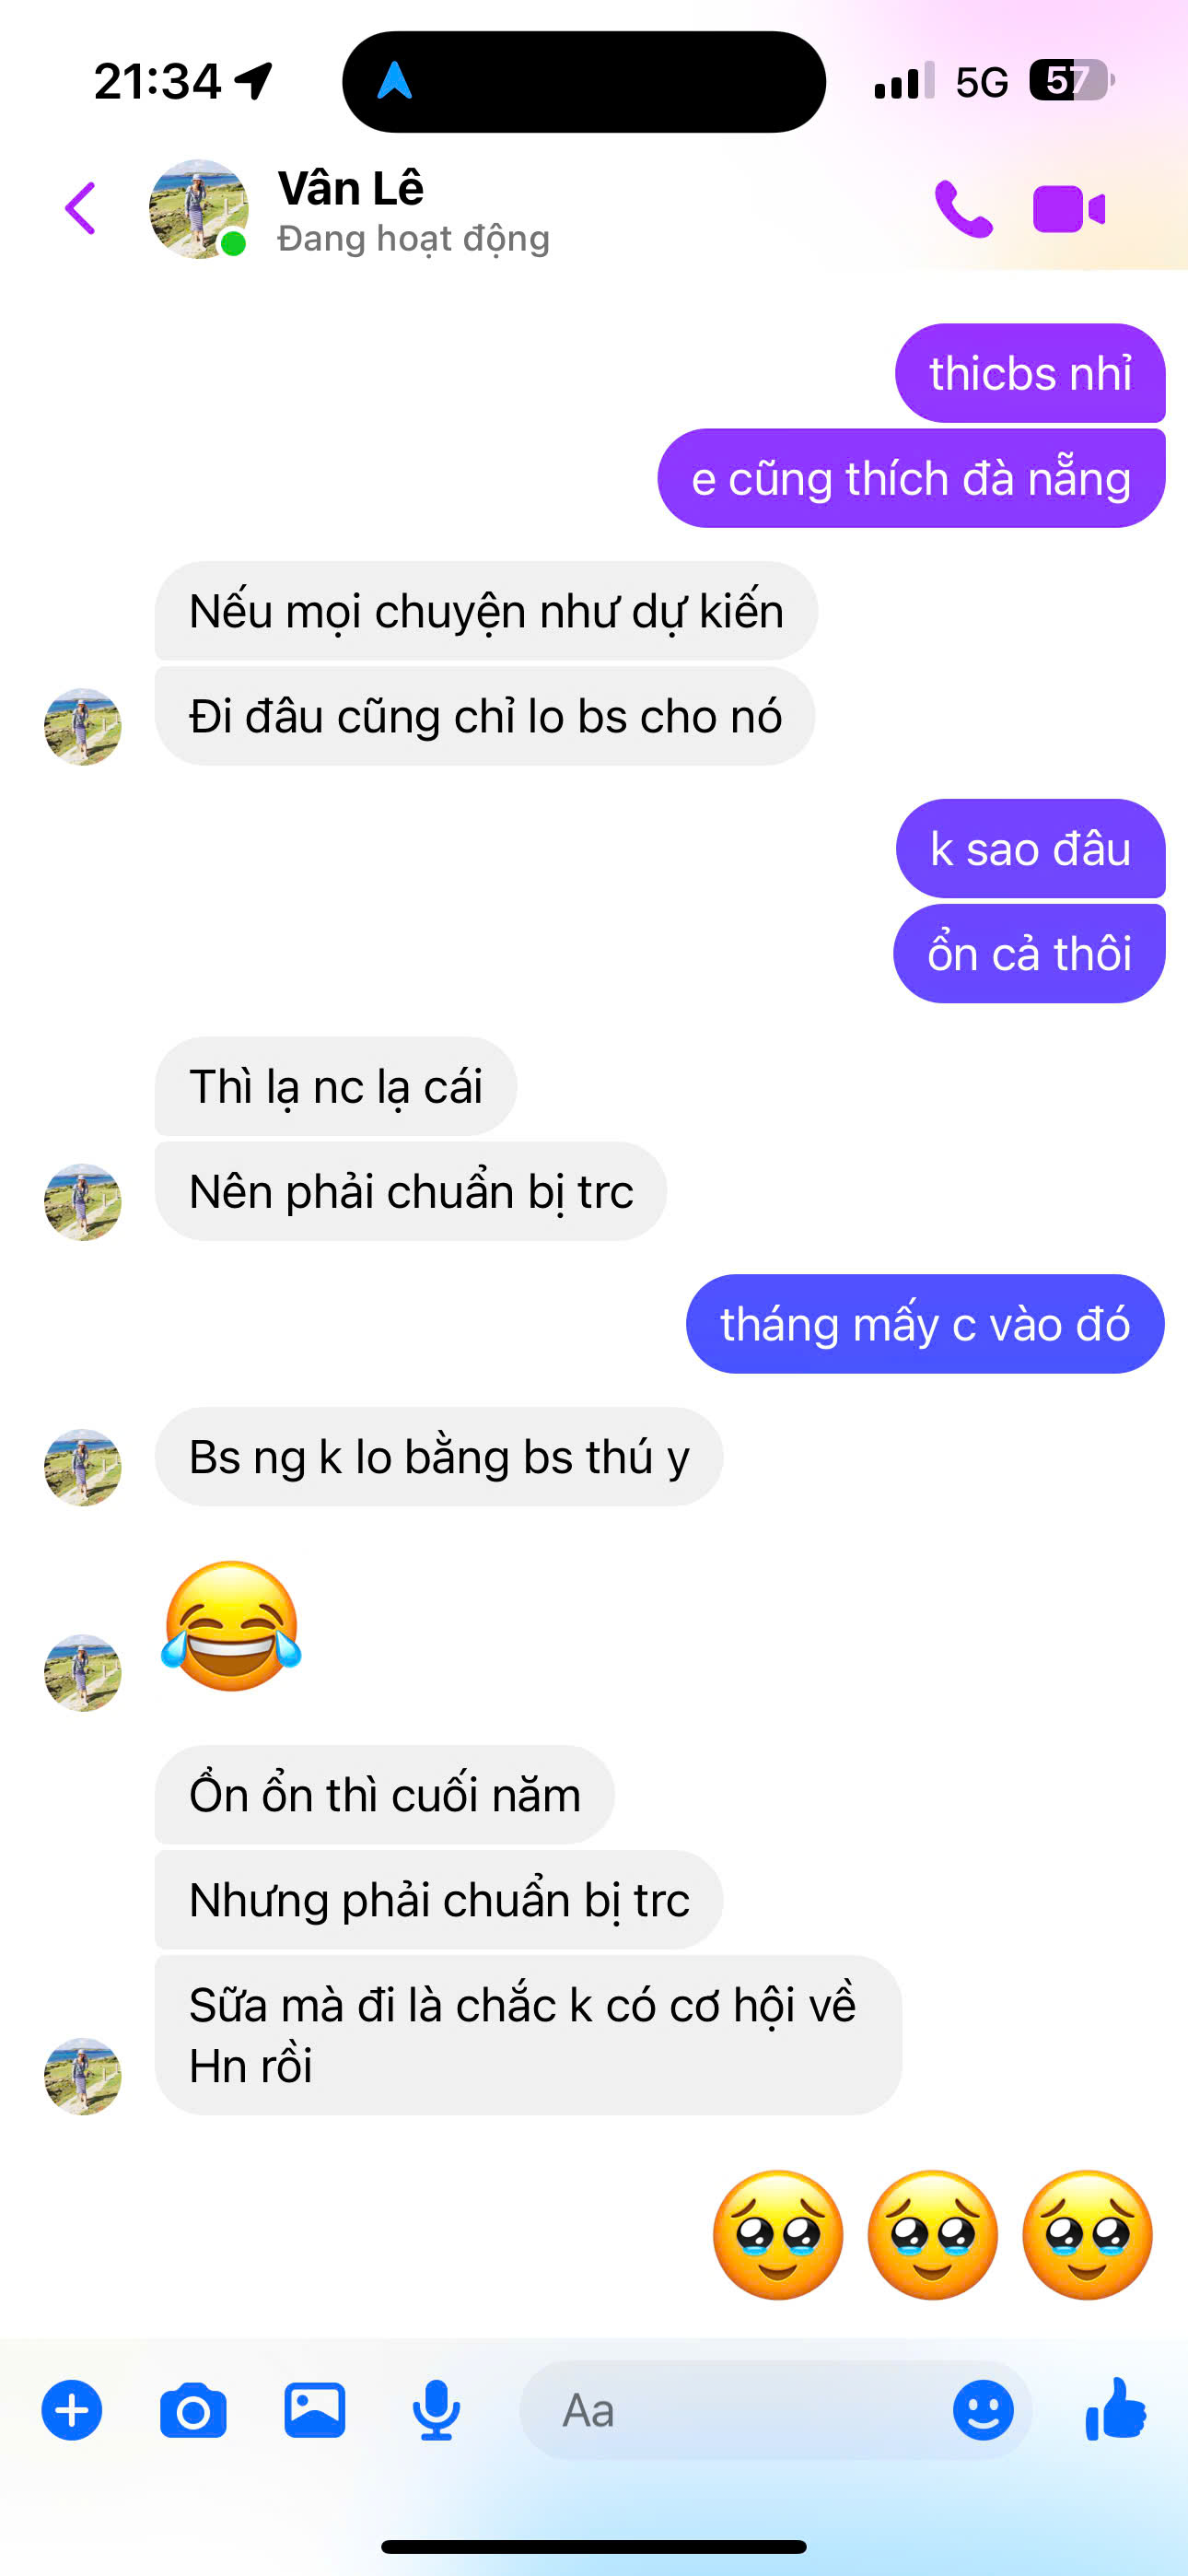 21:34
5G
57
Vân Lê
Đang hoạt động
thicbs nhỉ
e cũng thích đà nẵng
Nếu mọi chuyện như dự kiến
Đi đâu cũng chỉ lo bs cho nó
k sao đâu
ổn cả thôi
Thì lạ nc lạ cái
Nên phải chuẩn bị trc
tháng mấy c vào đó
Bs ng k lo bằng bs thú y
😂
Ổn ổn thì cuối năm
Nhưng phải chuẩn bị trc
Sữa mà đi là chắc k có cơ hội về
Hn rồi
🥹🥹🥹
Aa